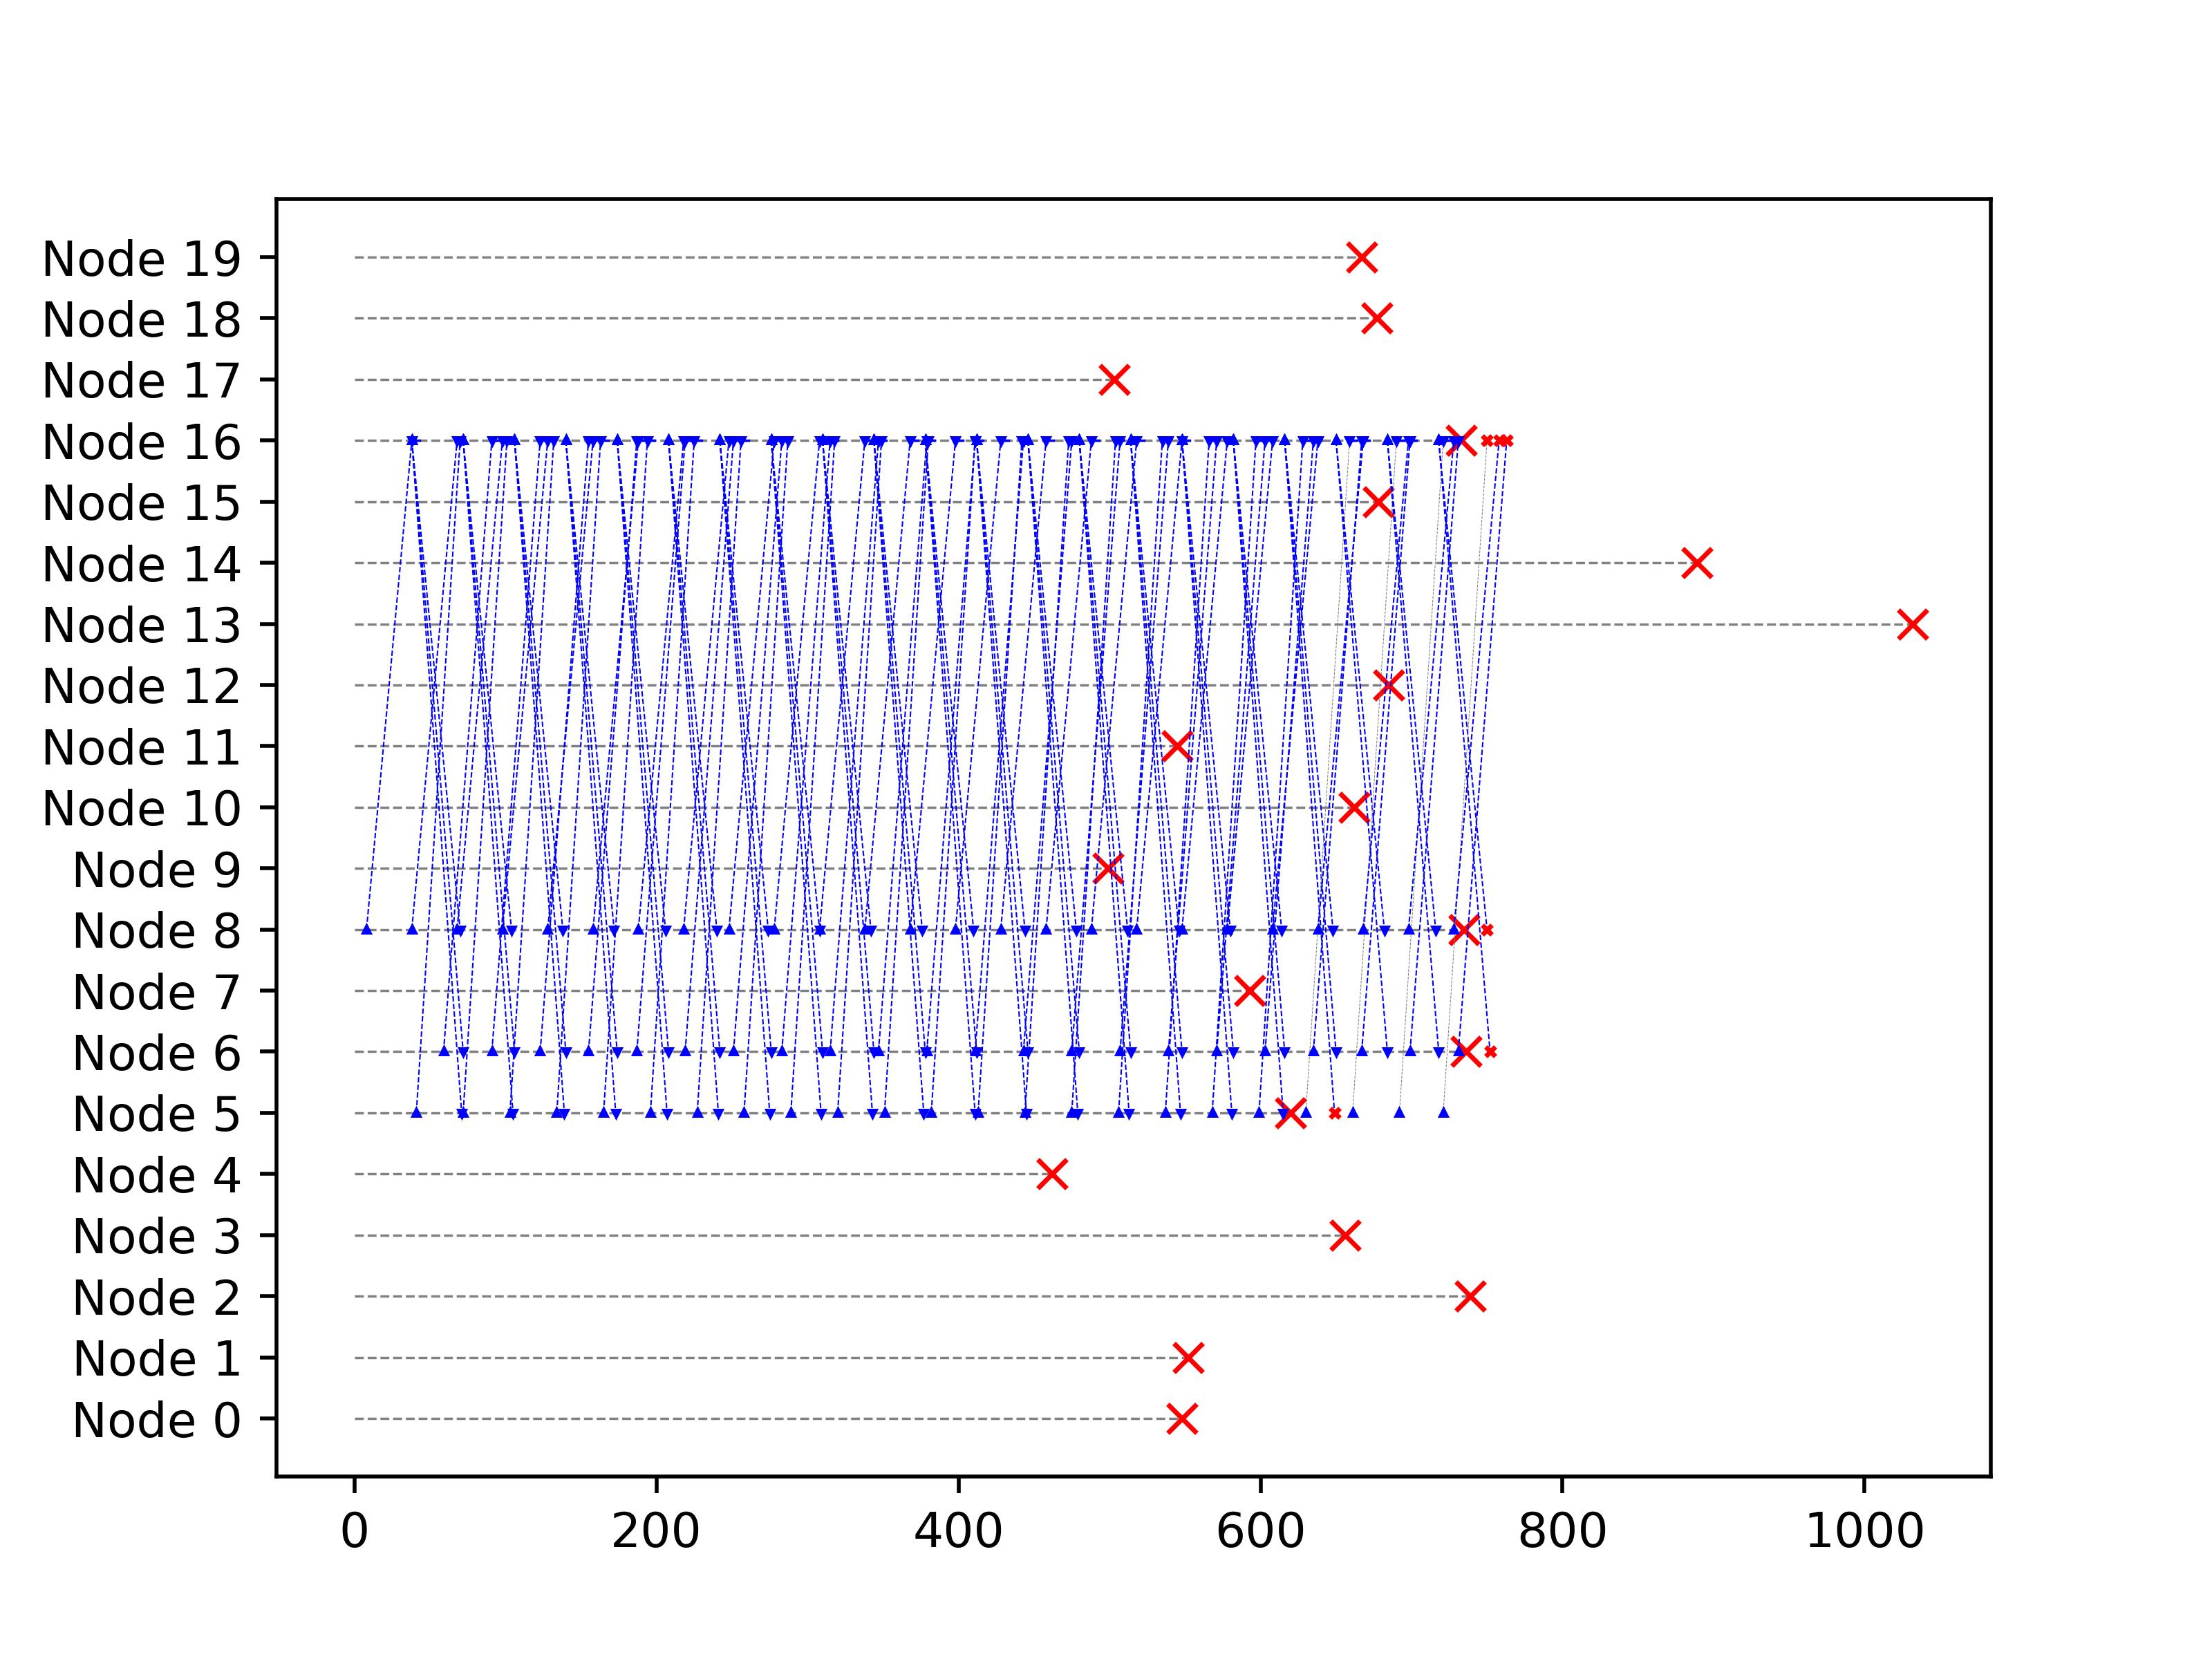 Node 19
Node 18
Node 17
Node 16
Node 15
Node 14
Node 13
Node 12
Node 11
Node 10
Node 9
Node 8
Node 7
Node 6
Node 5
Node 4
Node 3
Node 2
Node 1
Node 0
0 200 400 600 800 1000